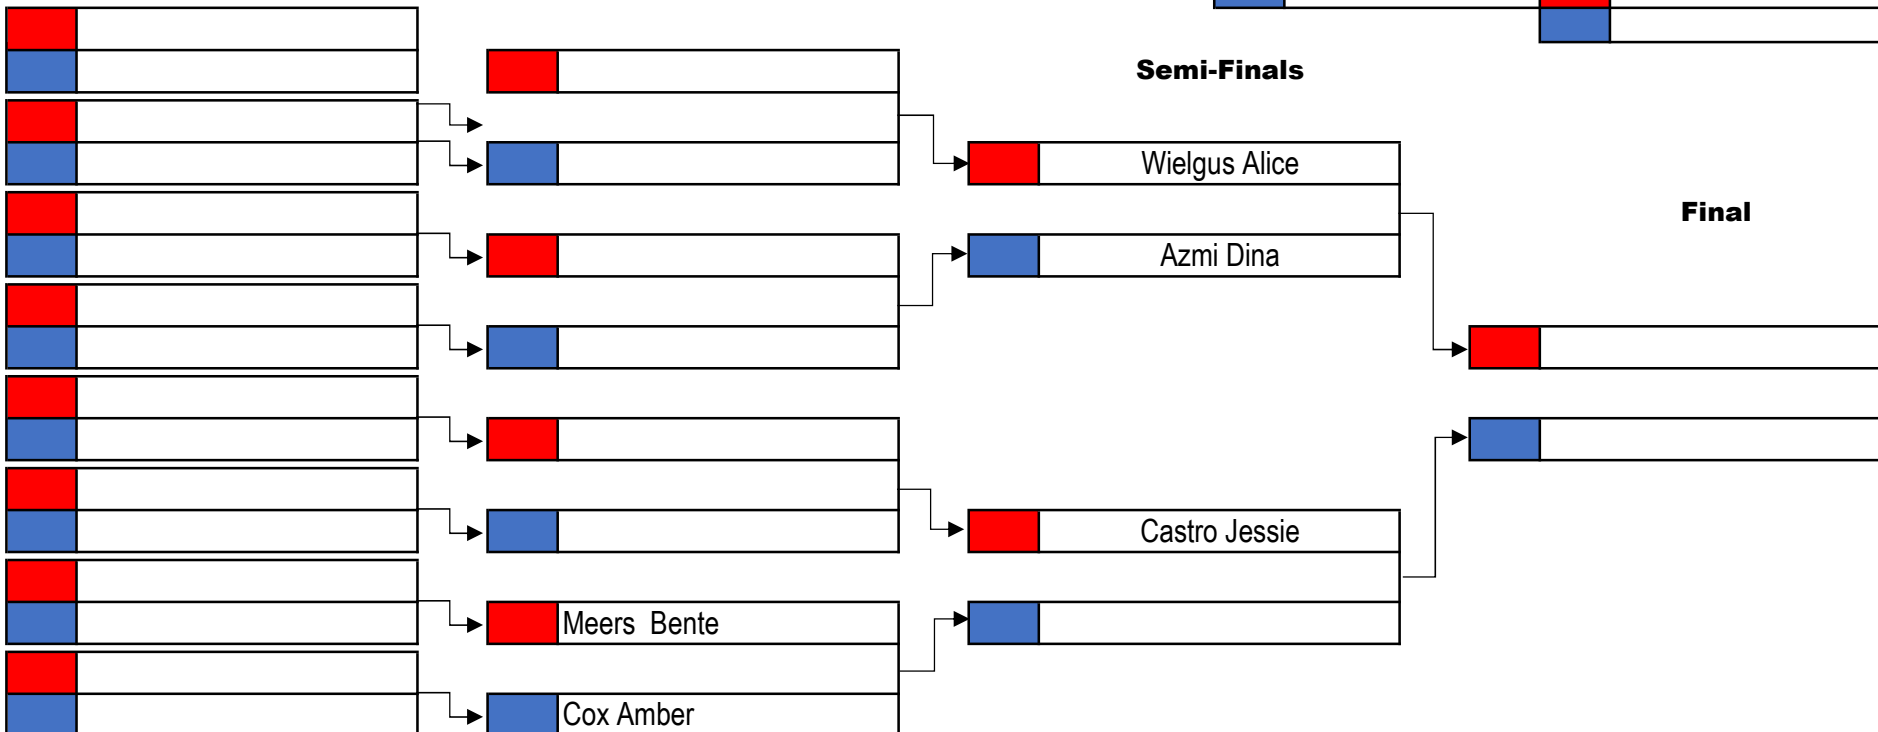 Semi-Finals
Wielgus Alice
Final
Azmi Dina
Castro Jessie
Meers  Bente
Cox Amber